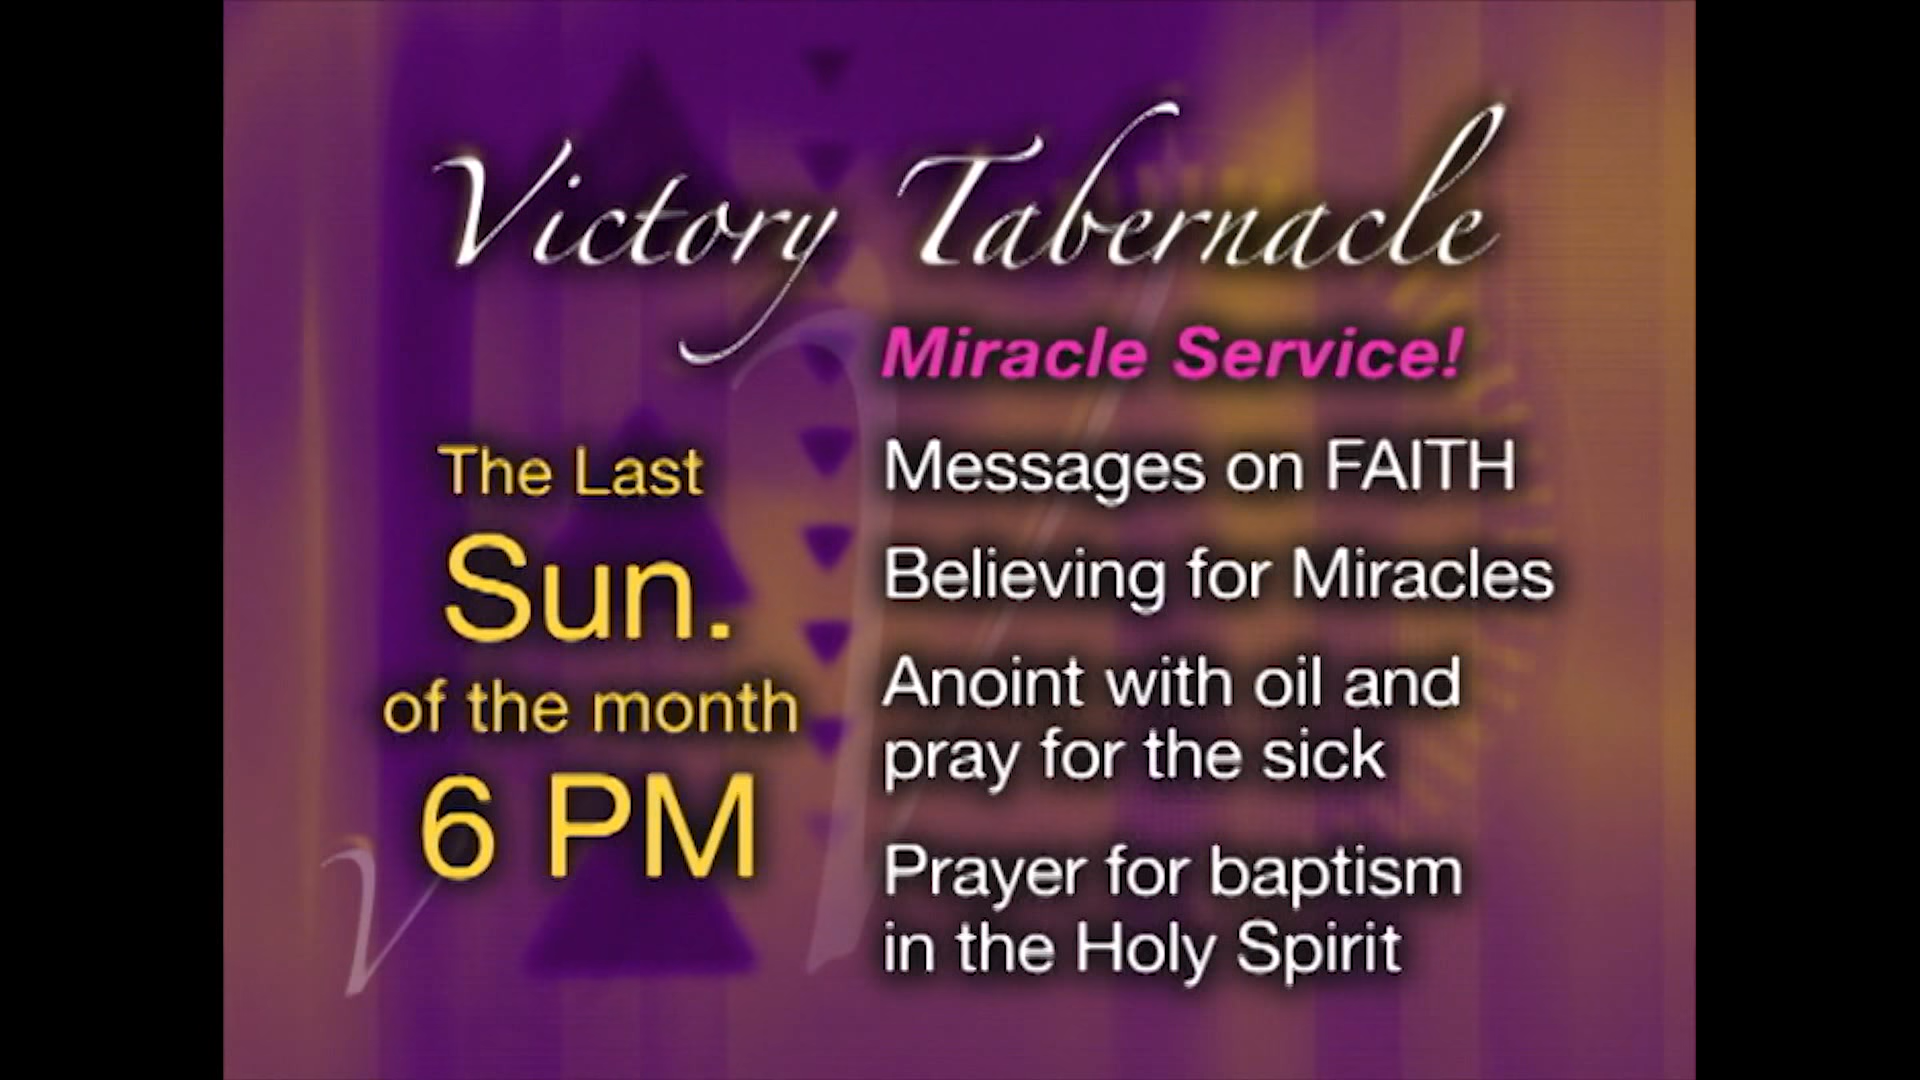 Victory Tabernacle
Miracle Service!
The Last
Sun.
of the month
6 PM
Messages on FAITH
Believing for Miracles
Anoint with oil and
pray for the sick
Prayer for baptism
in the Holy Spirit